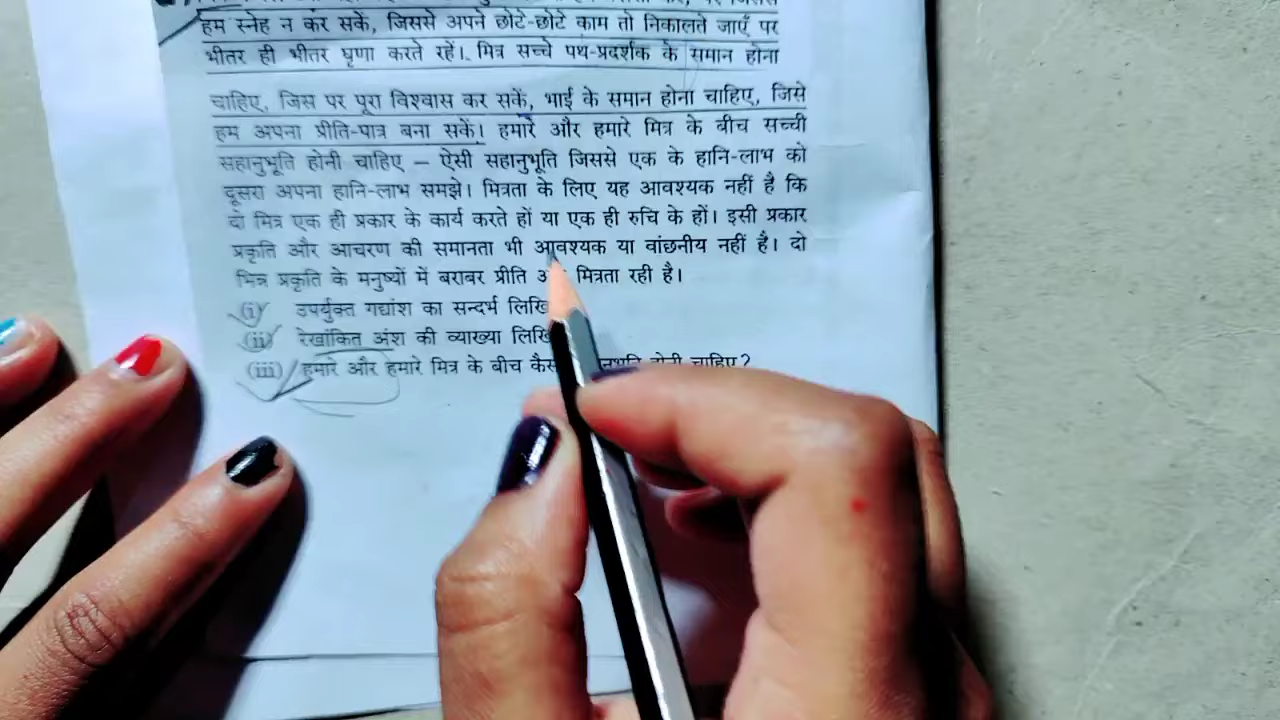 हम स्नेह न कर सकें, जिससे अपने छोटे-छोटे काम तो निकालते जाएँ पर
भीतर ही भीतर घृणा करते रहें। मित्र सच्चे पथ-प्रदर्शक के समान होना
चाहिए, जिस पर पूरा विश्वास कर सकें, भाई के समान होना चाहिए, जिसे
हम अपना प्रीति-पात्र बना सकें। हमारे और हमारे मित्र के बीच सच्ची
सहानुभूति होनी चाहिए – ऐसी सहानुभूति जिससे एक के हानि-लाभ को
दूसरा अपना हानि-लाभ समझे। मित्रता के लिए यह आवश्यक नहीं है कि
दो मित्र एक ही प्रकार के कार्य करते हों या एक ही रुचि के हों। इसी प्रकार
प्रकृति और आचरण की समानता भी आवश्यक या वांछनीय नहीं है। दो
भिन्न प्रकृति के मनुष्यों में बराबर प्रीति मित्रता रही है।
(i) उपर्युक्त गद्यांश का सन्दर्भ
(ii) रेखांकित अंश की व्याख्या
(iii) हमारे और हमारे मित्र के बीच होनी चाहिए?